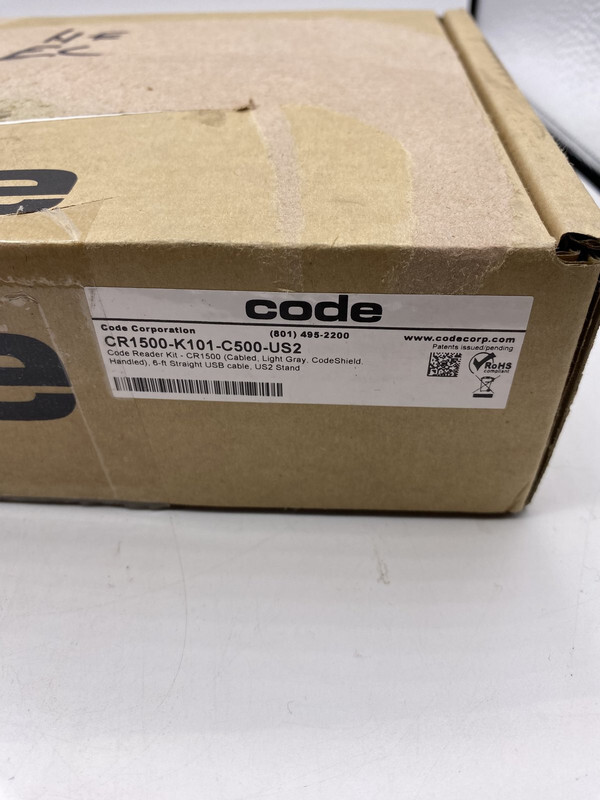 code
Code Corporation (801) 495-2200 www.codecorp.com
CR1500-K101-C500-US2
Patents issued/pending
Code Reader Kit - CR1500 (Cabled, Light Gray, CodeShield,
Handled), 6-ft Straight USB cable, US2 Stand
RoHS
compliant
e
e